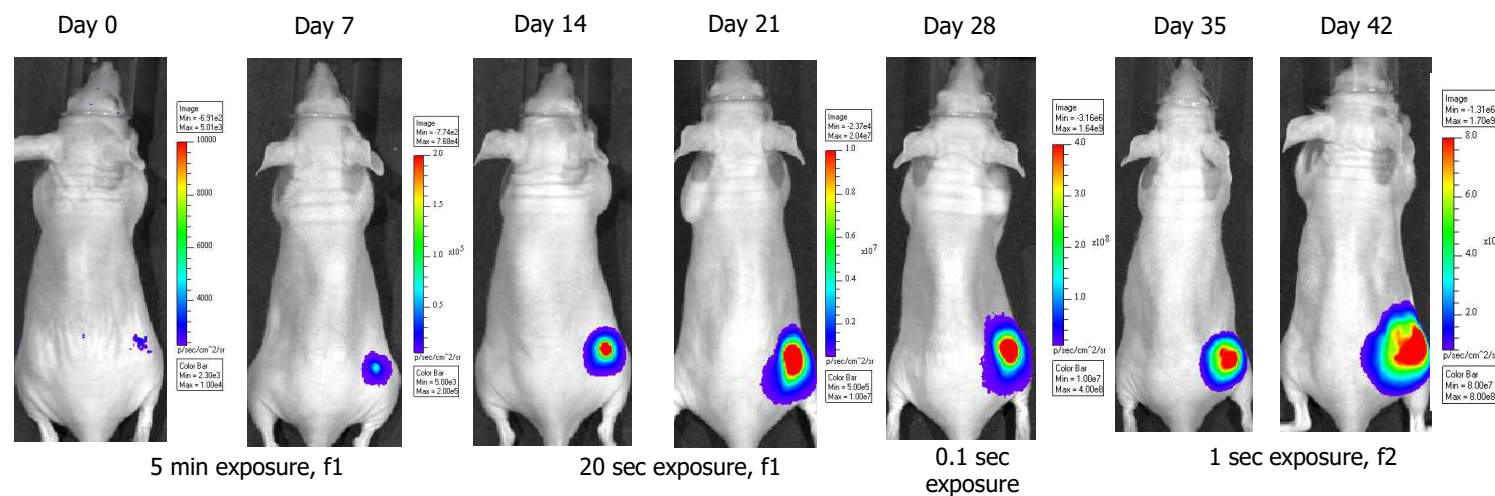 Day 0
Day 7
Day 14
Day 21
Day 28
Day 35
Day 42
Image
Min = -6.91e2
Max = 5.01e3
10000
8000
6000
4000
p/sec/cm^2/sr
Color Bar
Min = 2.30e3
Max = 1.00e4
Image
Min = -7.74e2
Max = 7.68e4
2.0
1.5
x10^5
1.0
0.5
p/sec/cm^2/sr
Color Bar
Min = 5.00e3
Max = 2.00e5
Image
Min = -2.37e4
Max = 2.04e7
1.0
0.8
0.6
x10^7
0.4
0.2
p/sec/cm^2/sr
Color Bar
Min = 5.00e5
Max = 1.00e7
Image
Min = -3.16e6
Max = 1.64e9
4.0
3.0
2.0
x10^8
1.0
p/sec/cm^2/sr
Color Bar
Min = 1.00e7
Max = 4.00e8
Image
Min = -1.31e6
Max = 1.70e9
8.0
6.0
x10
4.0
2.0
p/sec/cm^2/sr
Color Bar
Min = 8.00e7
Max = 8.00e8
5 min exposure, f1
20 sec exposure, f1
0.1 sec
exposure
1 sec exposure, f2